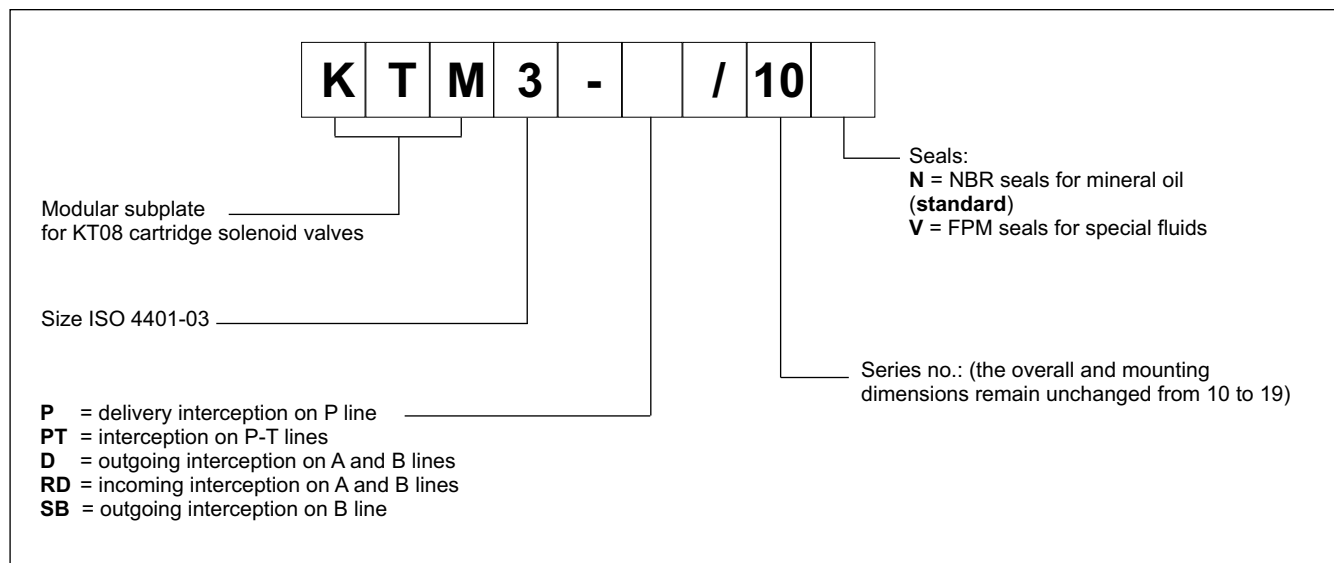 K T M 3 - / 10
Modular subplate
for KT08 cartridge solenoid valves
Size ISO 4401-03
P = delivery interception on P line
PT = interception on P-T lines
D = outgoing interception on A and B lines
RD = incoming interception on A and B lines
SB = outgoing interception on B line
Seals:
N = NBR seals for mineral oil
(standard)
V = FPM seals for special fluids
Series no.: (the overall and mounting
dimensions remain unchanged from 10 to 19)